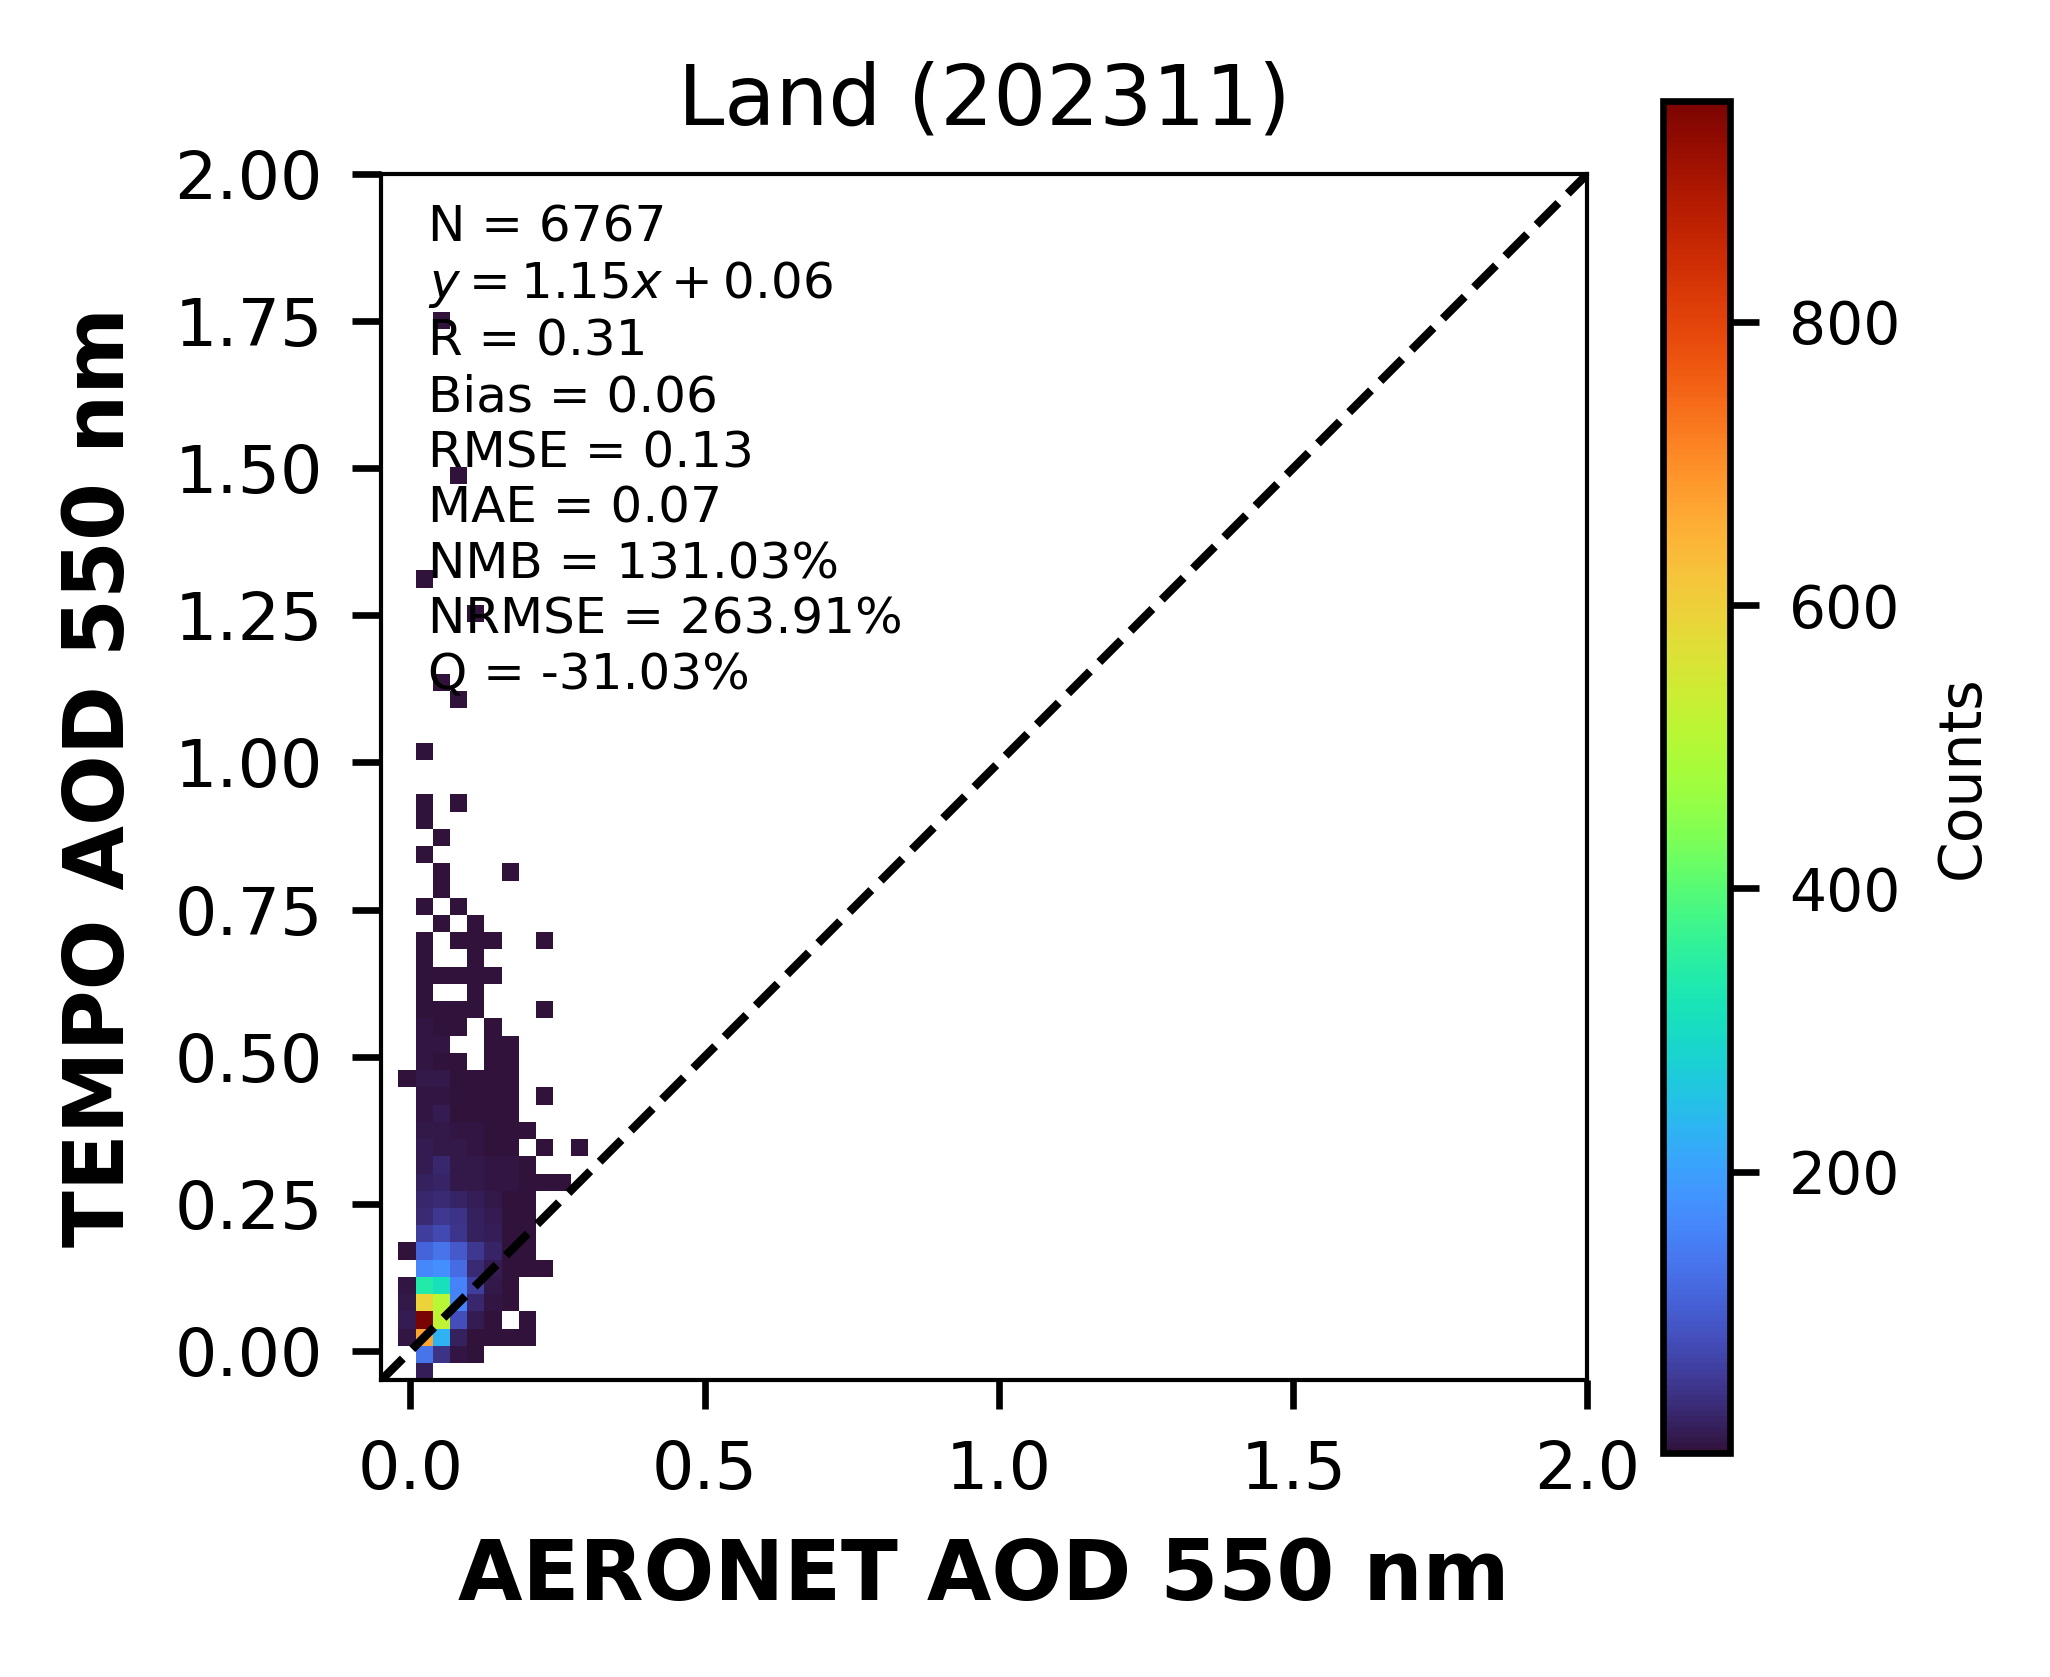 Land (202311)
2.00
1.75
1.50
1.25
1.00
0.75
0.50
0.25
0.00
TEMPO AOD 550 nm
N = 6767
y = 1.15x + 0.06
R = 0.31
Bias = 0.06
RMSE = 0.13
MAE = 0.07
NMB = 131.03%
NRMSE = 263.91%
Q = -31.03%
0.0 0.5 1.0 1.5 2.0
AERONET AOD 550 nm
800
600
400
200
Counts